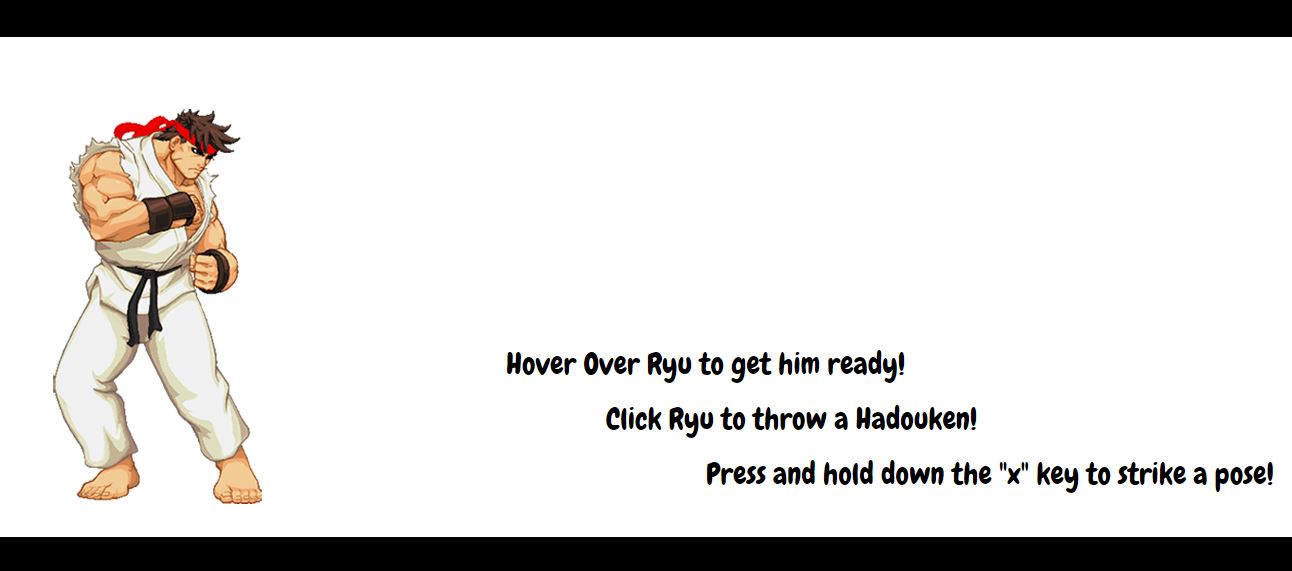 Hover Over Ryu to get him ready!
Click Ryu to throw a Hadouken!
Press and hold down the "x" key to strike a pose!